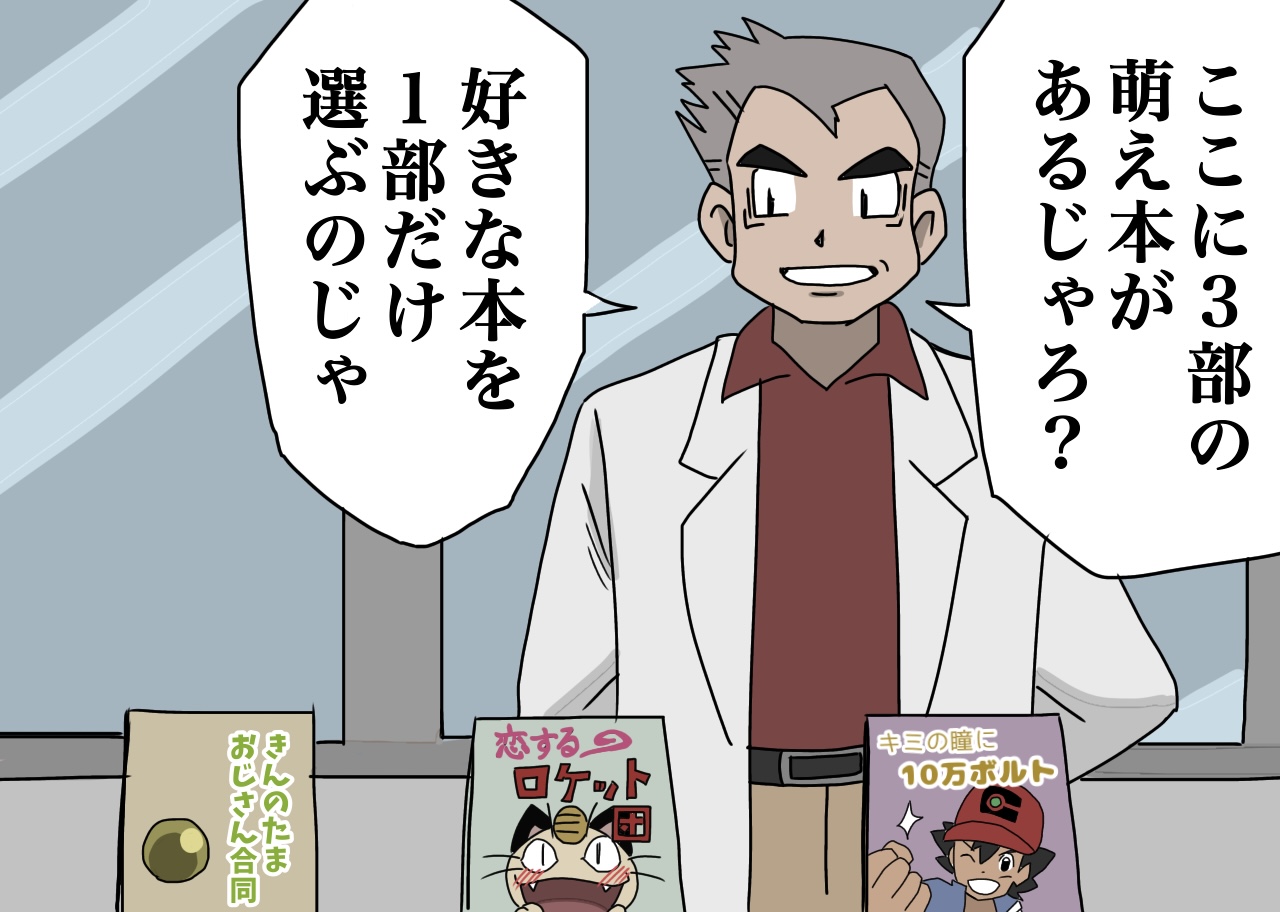 ここに3部の
萌え本が
あるじゃろ?
好きな本を
1部だけ
選ぶのじゃ
キミの瞳に
10万ボルト
恋する
ロケット
団
きんのたま
おじさん合同